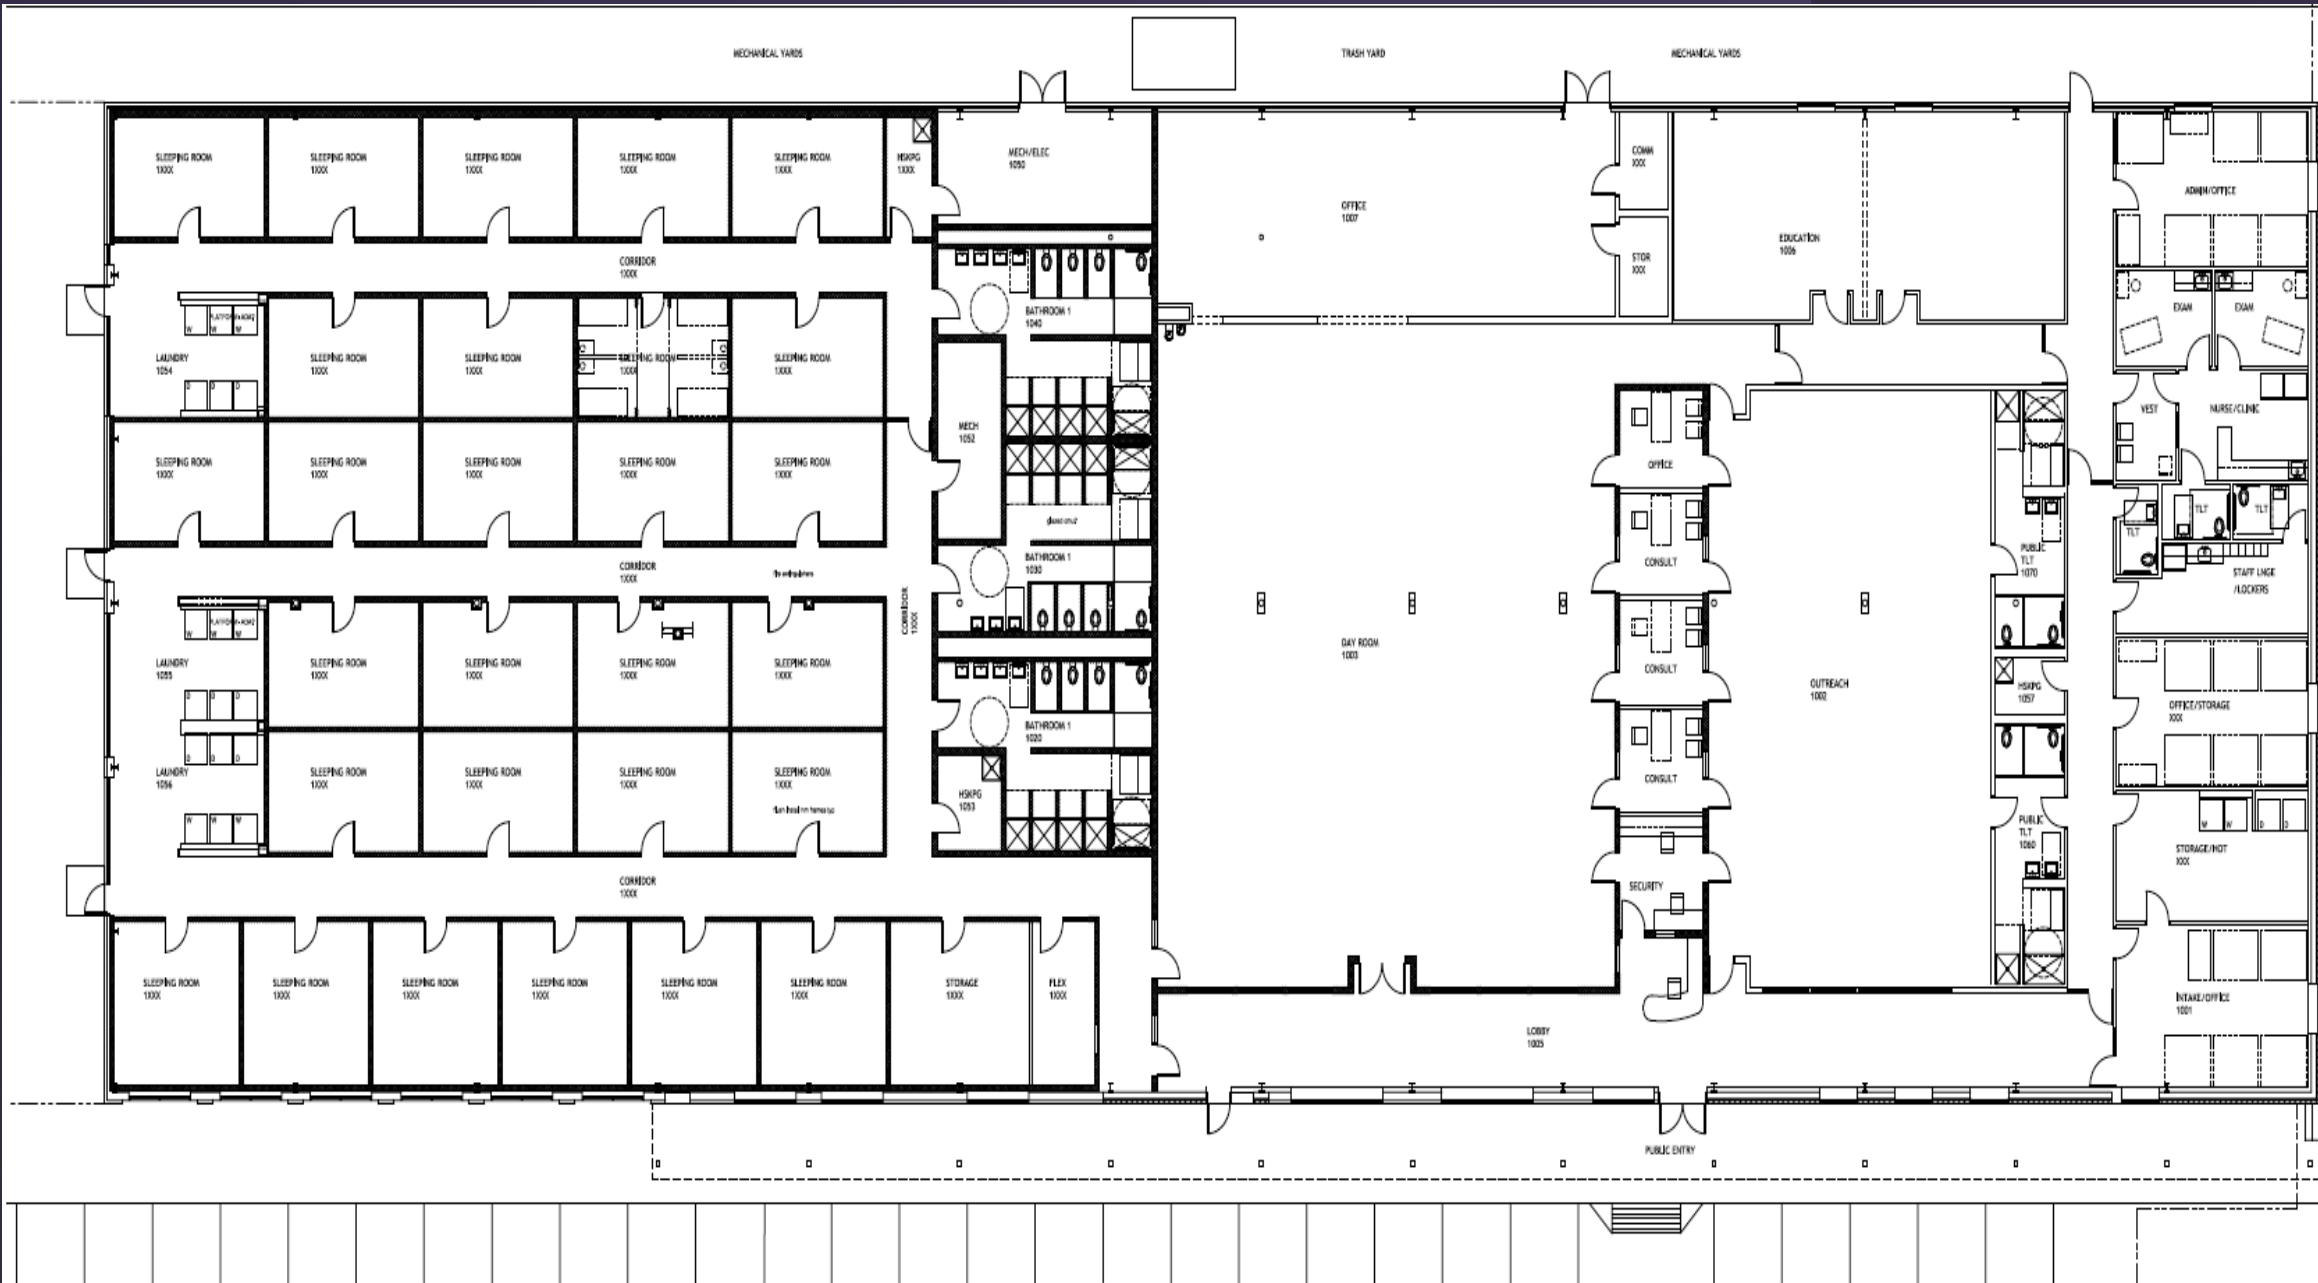 MECHANICAL YARDS
TRASH YARD
MECHANICAL YARDS
SLEEPING ROOM
1XXX
SLEEPING ROOM
1XXX
SLEEPING ROOM
1XXX
SLEEPING ROOM
1XXX
SLEEPING ROOM
1XXX
HSKPG
1XXX
MECH/ELEC
1050
OFFICE
1007
COMM
XXX
STOR
XXX
EDUCATION
1006
ADMIN/OFFICE
CORRIDOR
1XXX
BATHROOM 1
1040
EXAM
EXAM
W
W
W
LAUNDRY
1054
D
D
D
SLEEPING ROOM
1XXX
SLEEPING ROOM
1XXX
SLEEPING ROOM
1XXX
SLEEPING ROOM
1XXX
VEST
NURSE/CLINIC
MECH
1052
SLEEPING ROOM
1XXX
SLEEPING ROOM
1XXX
SLEEPING ROOM
1XXX
SLEEPING ROOM
1XXX
SLEEPING ROOM
1XXX
OFFICE
TLT
TLT
TLT
BATHROOM 1
1030
CONSULT
PUBLIC
TLT
1070
STAFF LNGE
/LOCKERS
CORRIDOR
1XXX
CORRIDOR
1XXX
W
W
W
LAUNDRY
1055
D
D
D
SLEEPING ROOM
1XXX
SLEEPING ROOM
1XXX
SLEEPING ROOM
1XXX
SLEEPING ROOM
1XXX
DAY ROOM
1003
CONSULT
OUTREACH
1002
HSKPG
1057
OFFICE/STORAGE
XXX
BATHROOM 1
1020
D
D
D
LAUNDRY
1056
W
W
W
SLEEPING ROOM
1XXX
SLEEPING ROOM
1XXX
SLEEPING ROOM
1XXX
SLEEPING ROOM
1XXX
HSKPG
1053
CONSULT
PUBLIC
TLT
1060
W
W
D
D
STORAGE/HOT
XXX
CORRIDOR
1XXX
SECURITY
SLEEPING ROOM
1XXX
SLEEPING ROOM
1XXX
SLEEPING ROOM
1XXX
SLEEPING ROOM
1XXX
SLEEPING ROOM
1XXX
SLEEPING ROOM
1XXX
STORAGE
1XXX
FLEX
1XXX
LOBBY
1005
INTAKE/OFFICE
1001
PUBLIC ENTRY